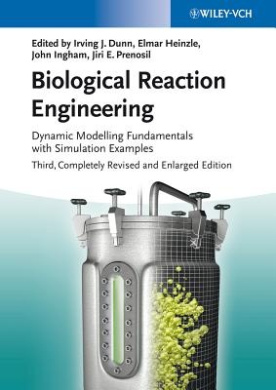 WILEY-VCH
Edited by Irving J. Dunn, Elmar Heinzle,
John Ingham, Jiri E. Prenosil
Biological Reaction
Engineering
Dynamic Modelling Fundamentals
with Simulation Examples
Third, Completely Revised and Enlarged Edition